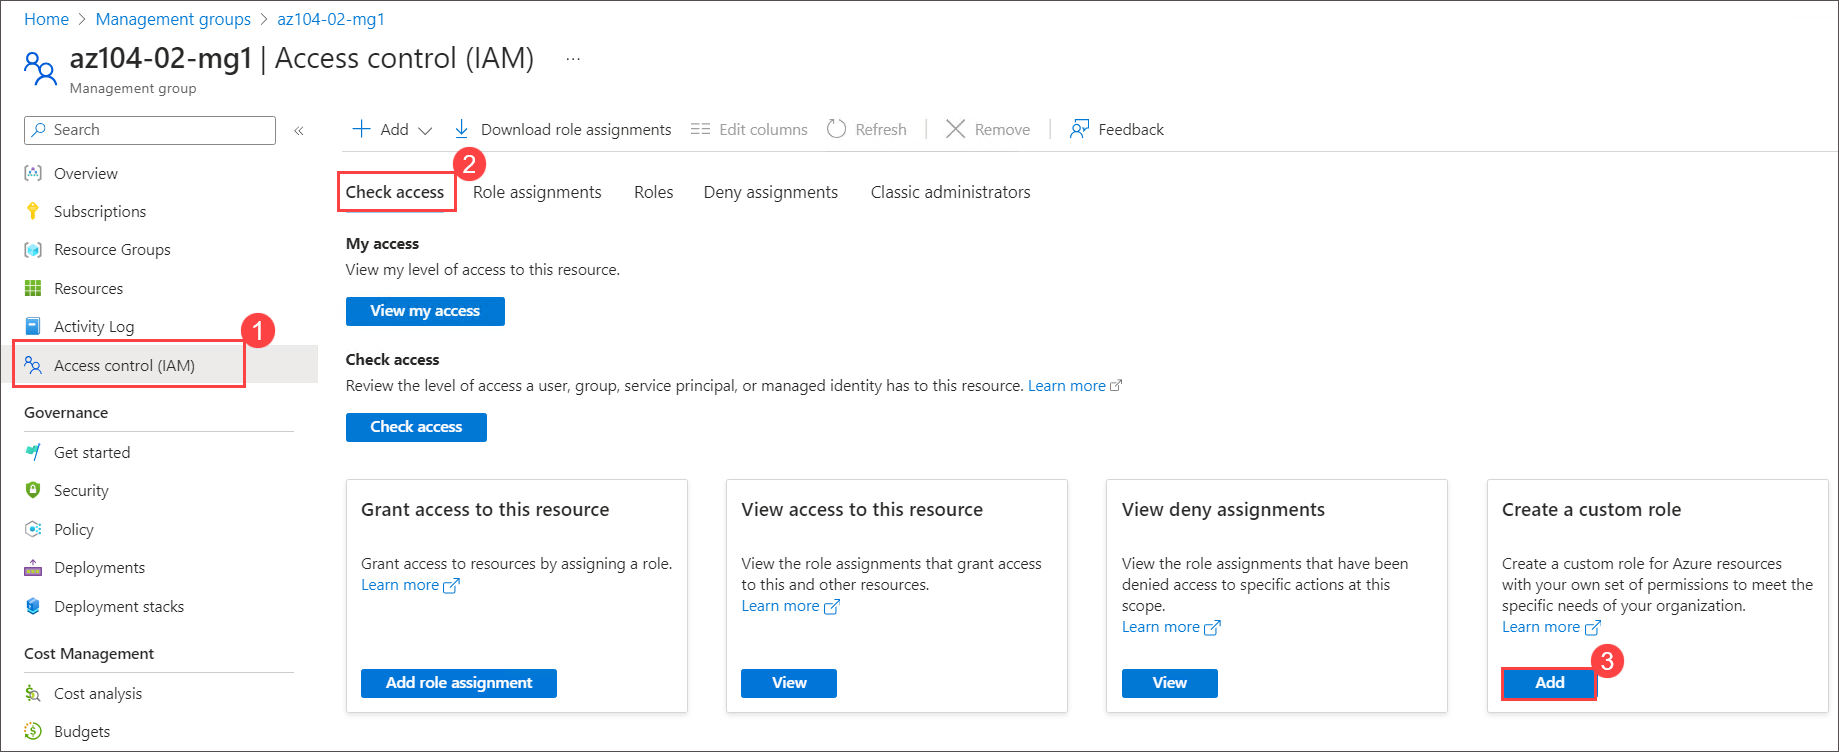 Home > Management groups > az104-02-mg1
az104-02-mg1 | Access control (IAM) ...
Management group
Search «
Add Download role assignments Edit columns Refresh Remove Feedback
Overview
Subscriptions
Resource Groups
Resources
Activity Log
1
Access control (IAM)
Governance
Get started
Security
Policy
Deployments
Deployment stacks
Cost Management
Cost analysis
Budgets
2
Check access Role assignments Roles Deny assignments Classic administrators
My access
View my level of access to this resource.
View my access
Check access
Review the level of access a user, group, service principal, or managed identity has to this resource. Learn more
Check access
Grant access to this resource
Grant access to resources by assigning a role.
Learn more
Add role assignment
View access to this resource
View the role assignments that grant access
to this and other resources.
Learn more
View
View deny assignments
View the role assignments that have been
denied access to specific actions at this
scope.
Learn more
View
Create a custom role
Create a custom role for Azure resources
with your own set of permissions to meet the
specific needs of your organization.
Learn more
3
Add